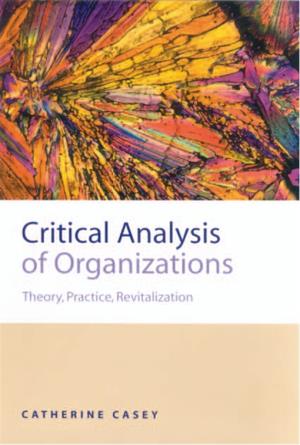 Critical Analysis
of Organizations
Theory, Practice, Revitalization
CATHERINE CASEY